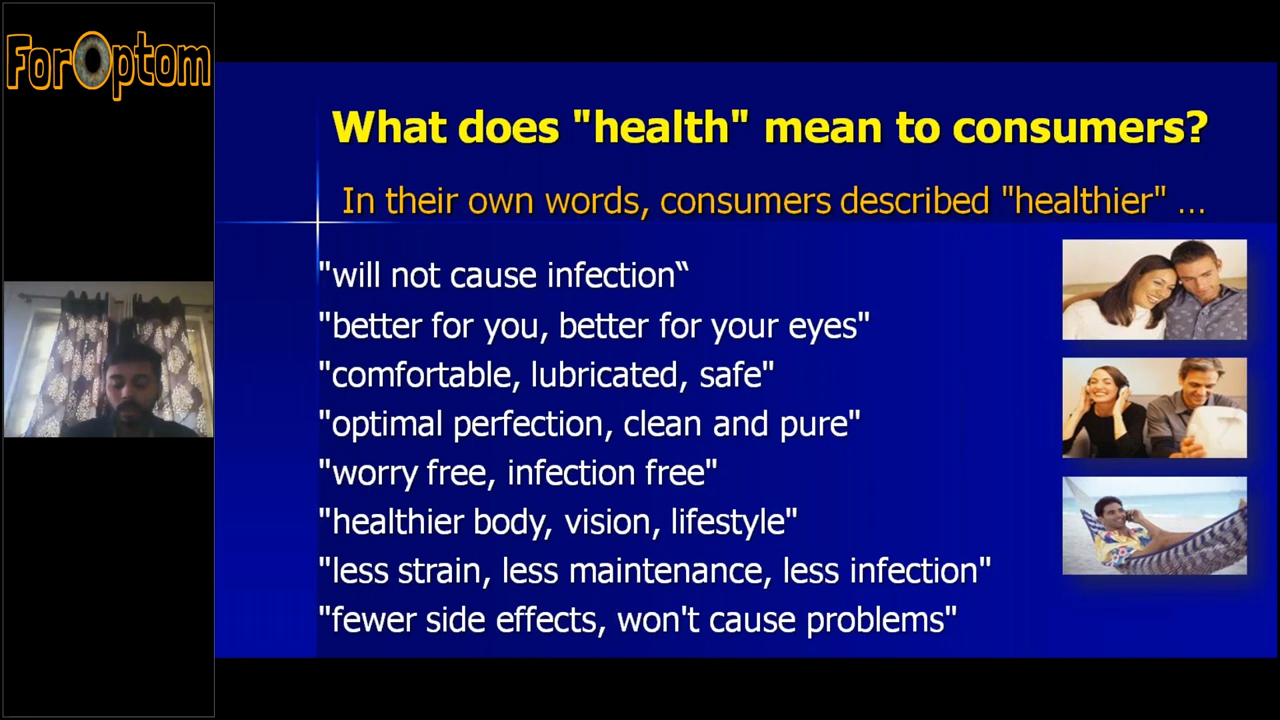 ForOptom
What does "health" mean to consumers?
In their own words, consumers described "healthier" ...
"will not cause infection“
"better for you, better for your eyes"
"comfortable, lubricated, safe"
"optimal perfection, clean and pure"
"worry free, infection free"
"healthier body, vision, lifestyle"
"less strain, less maintenance, less infection"
"fewer side effects, won't cause problems"